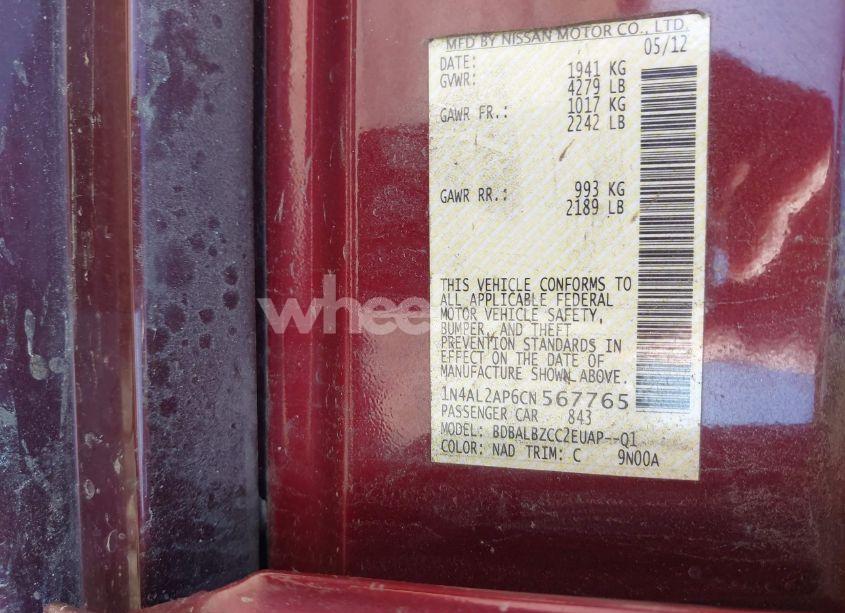 MFD BY NISSAN MOTOR CO., LTD.
DATE: 05/12
GVWR: 1941 KG
4279 LB
GAWR FR.: 1017 KG
2242 LB
GAWR RR.: 993 KG
2189 LB
THIS VEHICLE CONFORMS TO
ALL APPLICABLE FEDERAL
MOTOR VEHICLE SAFETY,
BUMPER, AND THEFT
PREVENTION STANDARDS IN
EFFECT ON THE DATE OF
MANUFACTURE SHOWN ABOVE.
1N4AL2AP6CN567765
PASSENGER CAR 843
MODEL: BDBALBZCC2EUAP--Q1
COLOR: NAD TRIM: C 9N00A